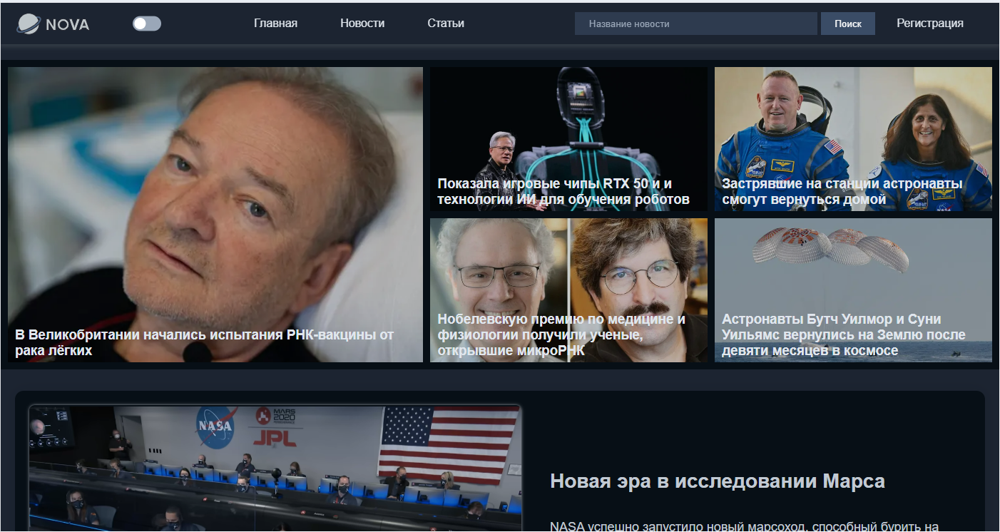 NOVA
Главная
Новости
Статьи
Название новости
Поиск
Регистрация
В Великобритании начались испытания РНК-вакцины от
рака лёгких
Показала игровые чипы RTX 50 и и
технологии ИИ для обучения роботов
Застрявшие на станции астронавты
смогут вернуться домой
Нобелевскую премию по медицине и
физиологии получили ученые,
открывшие микроРНК
Астронавты Бутч Уилмор и Суни
Уильямс вернулись на Землю после
девяти месяцев в космосе
NASA
MARS
2020
JPL
Новая эра в исследовании Марса
NASA успешно запустило новый марсоход, способный бурить на